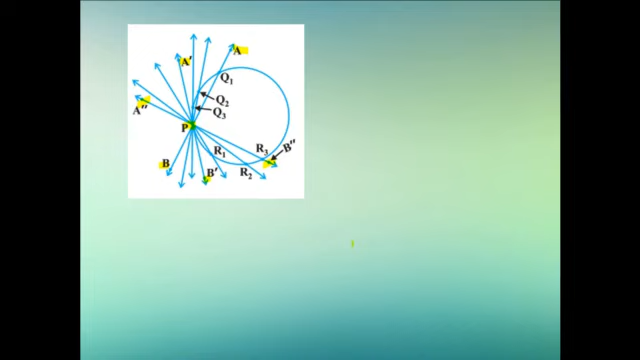 A
A′
Q₁
Q₂
A″
Q₃
P
R₁
R₃
B″
B
B′
R₂